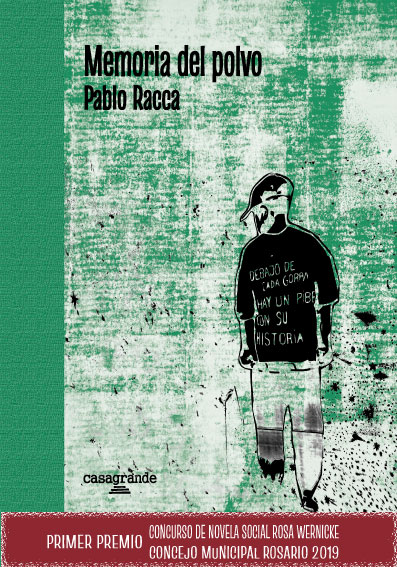 Memoria del polvo
Pablo Racca
DEBAJO DE
CADA GORRA
HAY UN PIBE
CON SU
HISTORIA
casagrande
PRIMER PREMIO
CONCURSO DE NOVELA SOCIAL ROSA WERNICKE
CONCEJO MUNICIPAL ROSARIO 2019